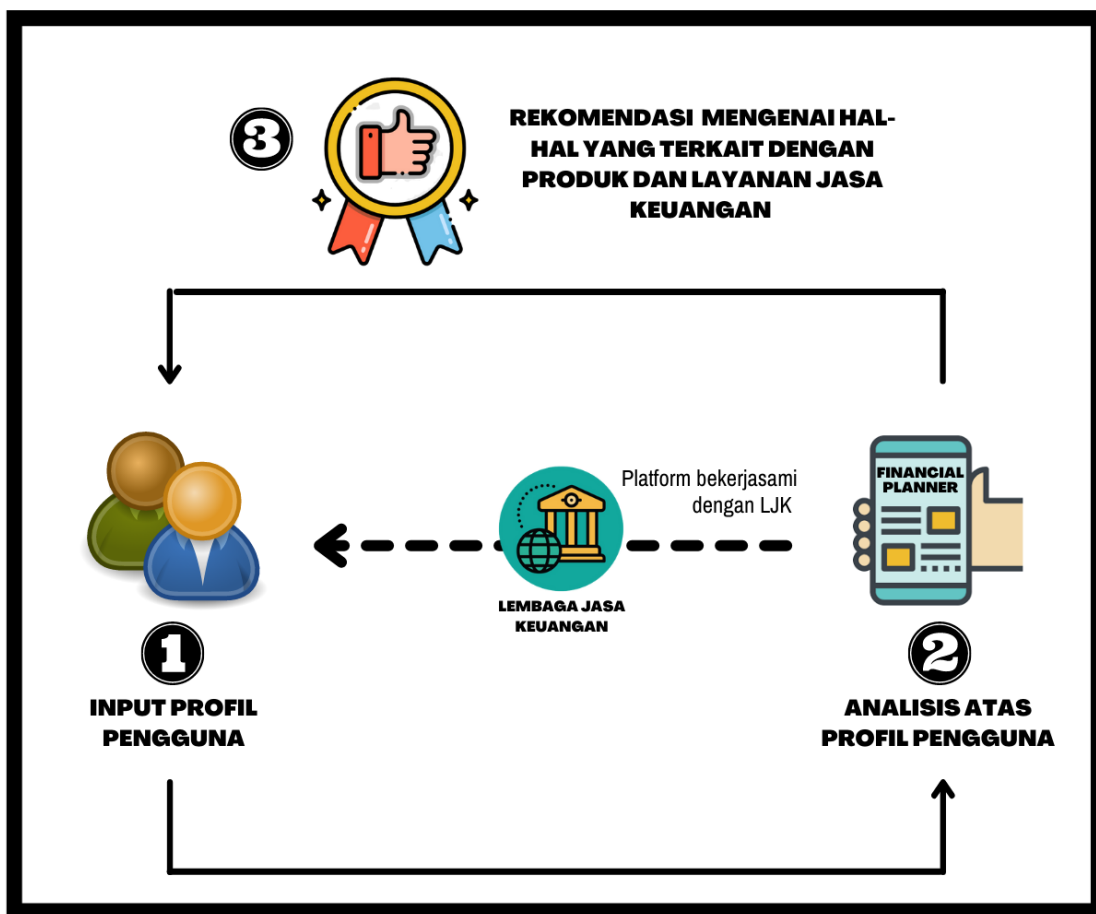 3
REKOMENDASI MENGENAI HAL-
HAL YANG TERKAIT DENGAN
PRODUK DAN LAYANAN JASA
KEUANGAN
Platform bekerjasami
dengan LJK
LEMBAGA JASA
KEUANGAN
FINANCIAL
PLANNER
1
INPUT PROFIL
PENGGUNA
2
ANALISIS ATAS
PROFIL PENGGUNA